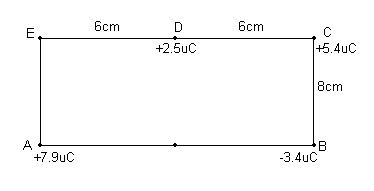 6cm D 6cm
E C
+2.5uC +5.4uC
8cm
A B
+7.9uC -3.4uC